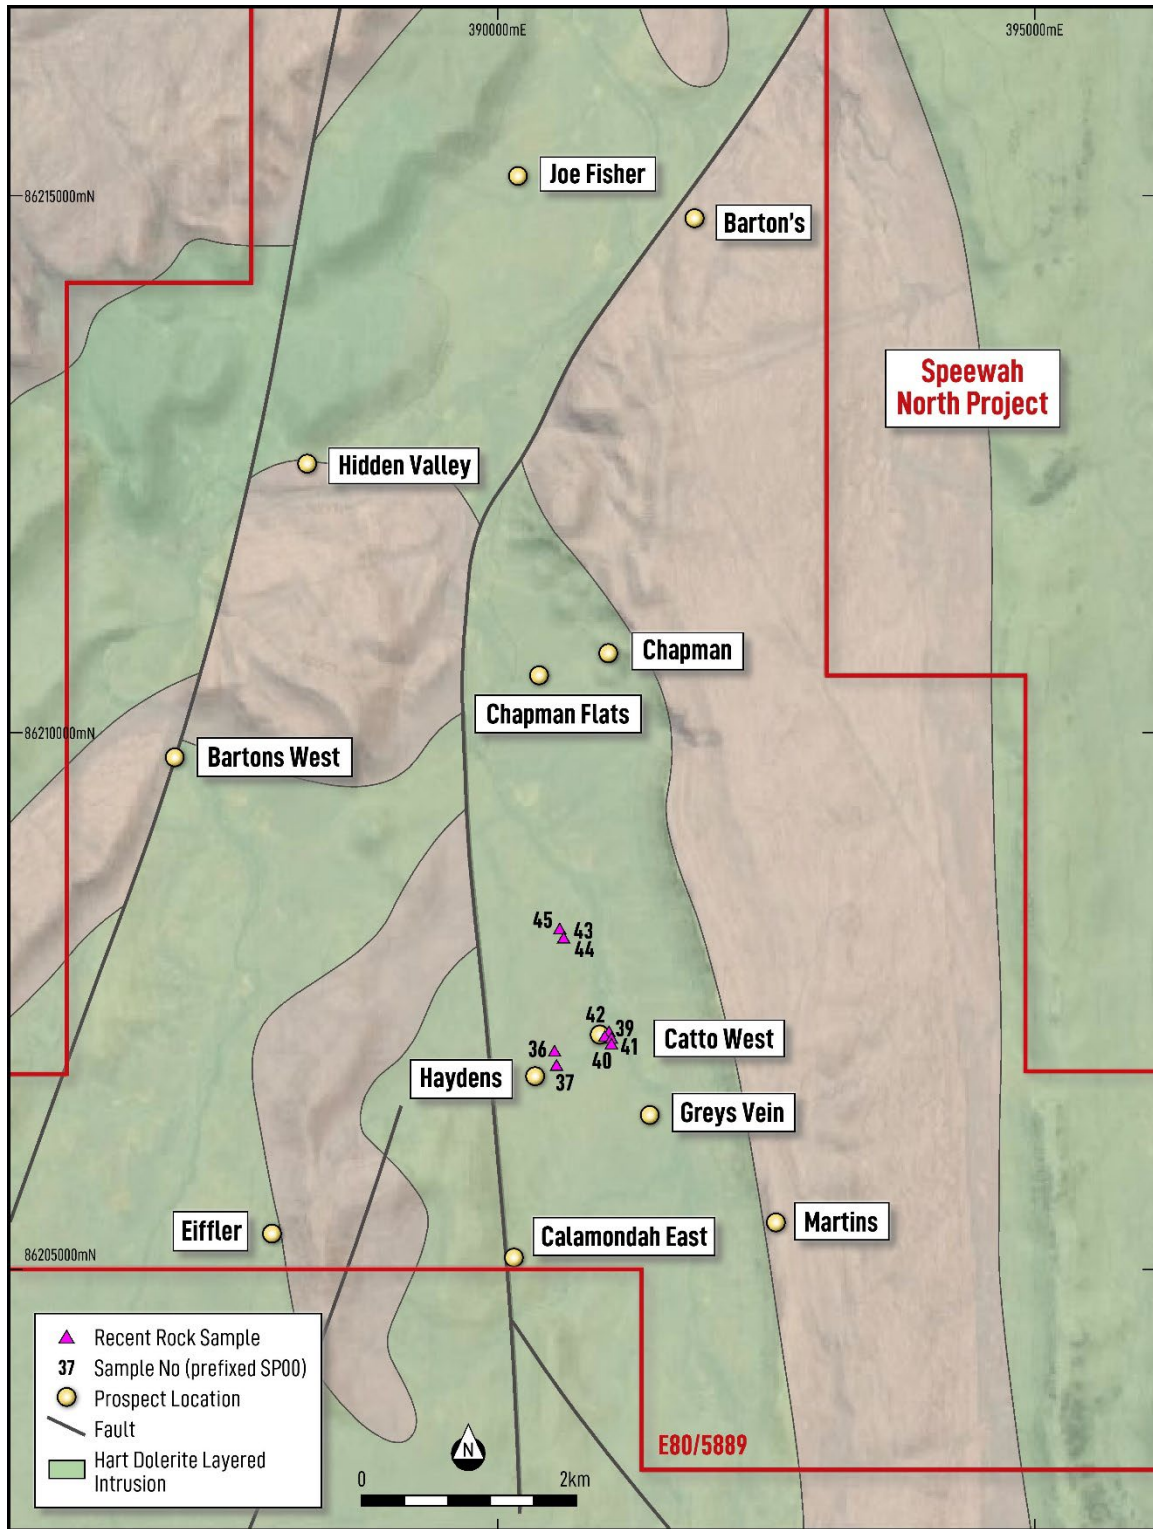 390000mE
395000mE
Joe Fisher
86215000mN
Barton's
Speewah
North Project
Hidden Valley
Chapman
Chapman Flats
86210000mN
Bartons West
45
43
44
42
39
36
Catto West
40
41
37
Haydens
Greys Vein
Martins
Eiffler
Calamondah East
86205000mN
Recent Rock Sample
37 Sample No (prefixed SP00)
Prospect Location
Fault
Hart Dolerite Layered
Intrusion
N
0 2km
E80/5889